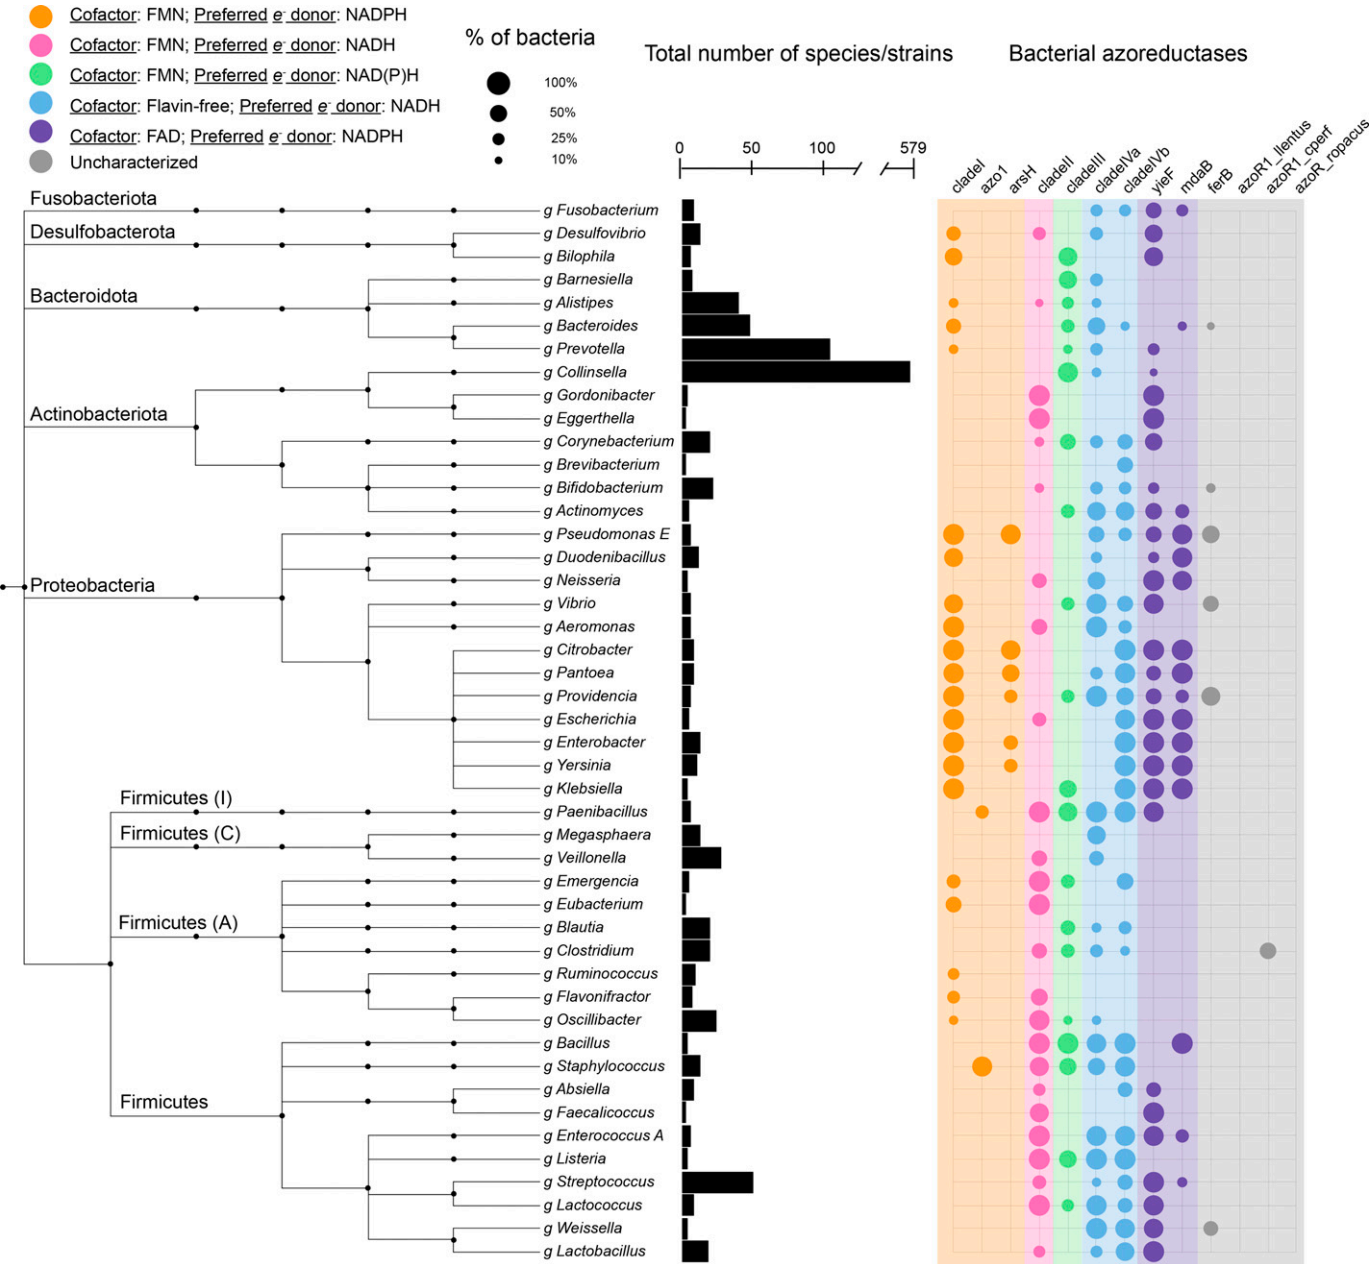 Cofactor: FMN; Preferred e- donor: NADPH
Cofactor: FMN; Preferred e- donor: NADH
Cofactor: FMN; Preferred e- donor: NAD(P)H
Cofactor: Flavin-free; Preferred e- donor: NADH
Cofactor: FAD; Preferred e- donor: NADPH
Uncharacterized
% of bacteria
100%
50%
25%
10%
Total number of species/strains
0 50 100 579
Bacterial azoreductases
cladeI
azo1
arsH
cladeII
cladeIII
cladeIVa
cladeIVb
yieF
mdaB
ferB
azoR1_llentus
azoR1_cperf
azoR_ropacus
Fusobacteriota
g Fusobacterium
Desulfobacterota
g Desulfovibrio
g Bilophila
Bacteroidota
g Barnesiella
g Alistipes
g Bacteroides
g Prevotella
Actinobacteriota
g Collinsella
g Gordonibacter
g Eggerthella
g Corynebacterium
g Brevibacterium
g Bifidobacterium
g Actinomyces
Proteobacteria
g Pseudomonas E
g Duodenibacillus
g Neisseria
g Vibrio
g Aeromonas
g Citrobacter
g Pantoea
g Providencia
g Escherichia
g Enterobacter
g Yersinia
g Klebsiella
Firmicutes (I)
g Paenibacillus
Firmicutes (C)
g Megasphaera
g Veillonella
Firmicutes (A)
g Emergencia
g Eubacterium
g Blautia
g Clostridium
g Ruminococcus
g Flavonifractor
g Oscillibacter
Firmicutes
g Bacillus
g Staphylococcus
g Absiella
g Faecalicoccus
g Enterococcus A
g Listeria
g Streptococcus
g Lactococcus
g Weissella
g Lactobacillus